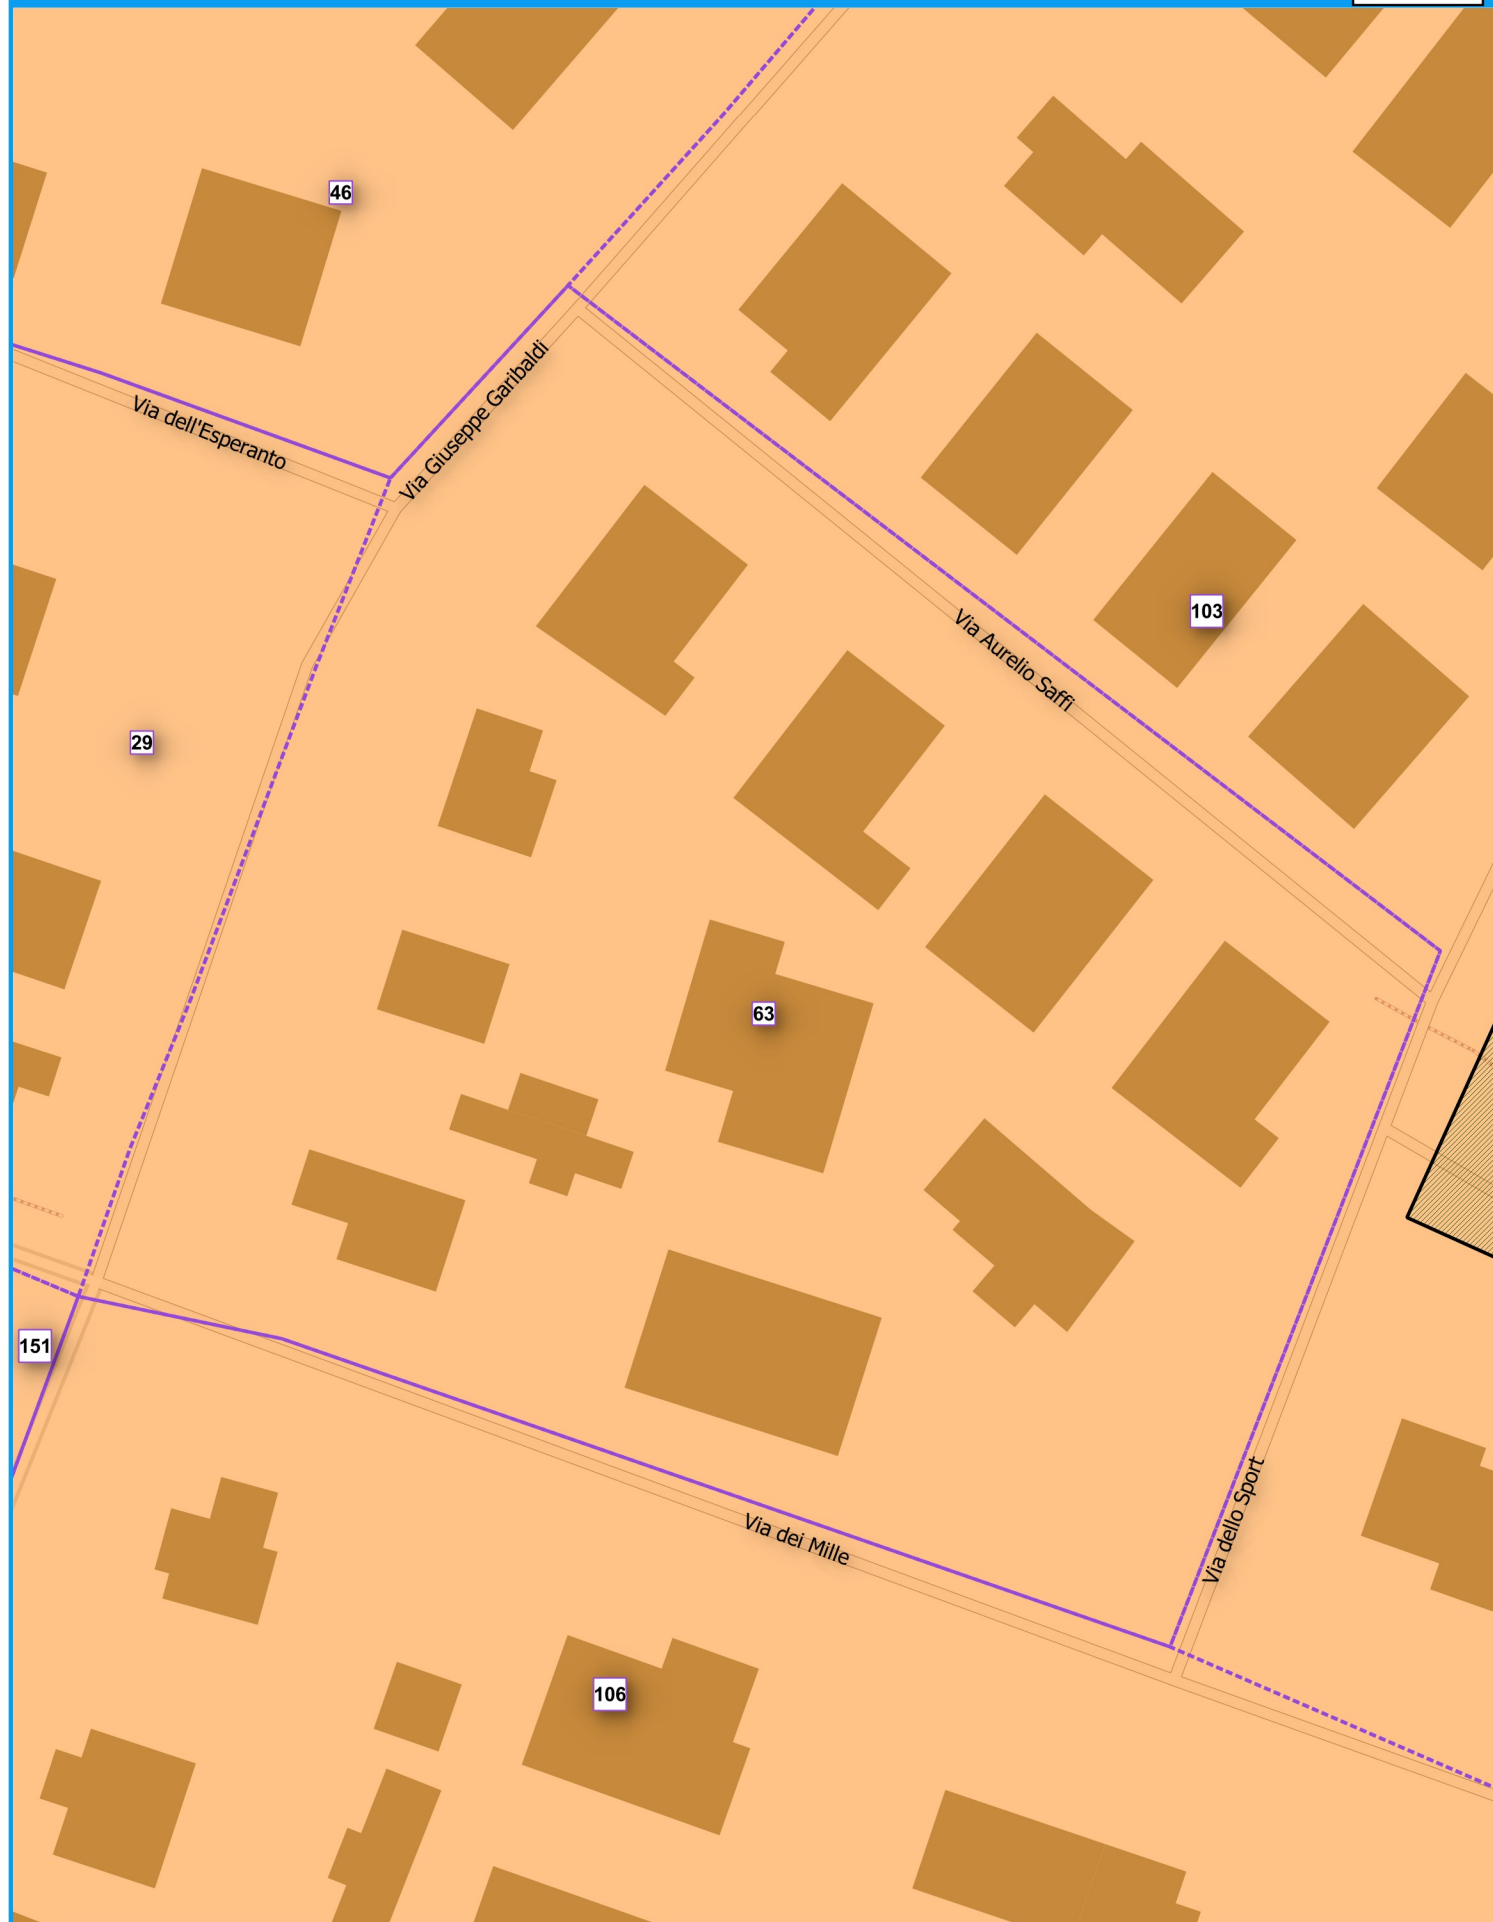 46
Via Giuseppe Garibaldi
Via dell'Esperanto
103
Via Aurelio Saffi
29
63
151
Via dello Sport
Via dei Mille
106